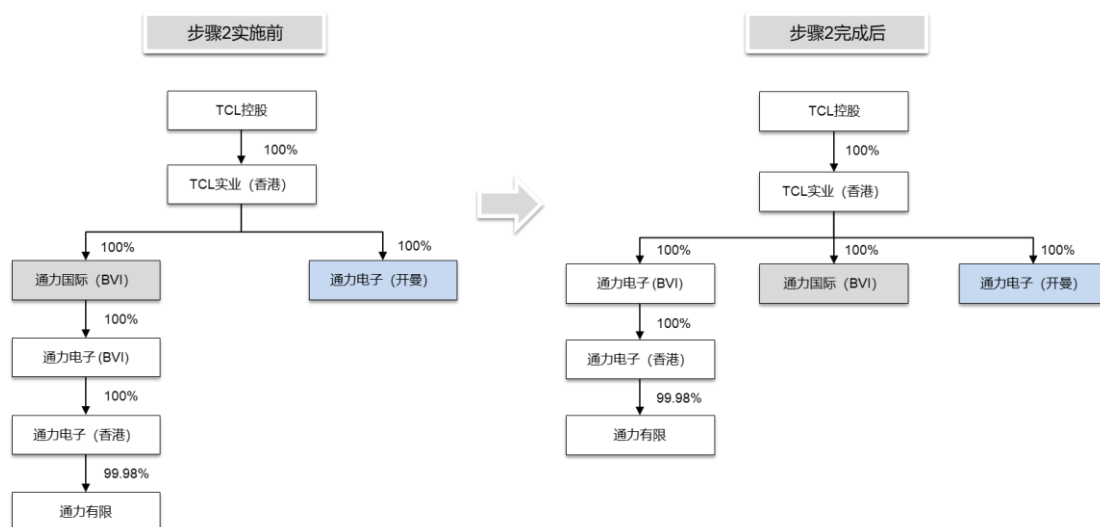 步骤2实施前
TCL控股
100%
TCL实业（香港）
100%
100%
通力国际（BVI）
通力电子（开曼）
100%
通力电子(BVI)
100%
通力电子（香港）
99.98%
通力有限
步骤2完成后
TCL控股
100%
TCL实业（香港）
100%
100%
100%
通力电子(BVI)
通力国际（BVI）
通力电子（开曼）
100%
通力电子（香港）
99.98%
通力有限